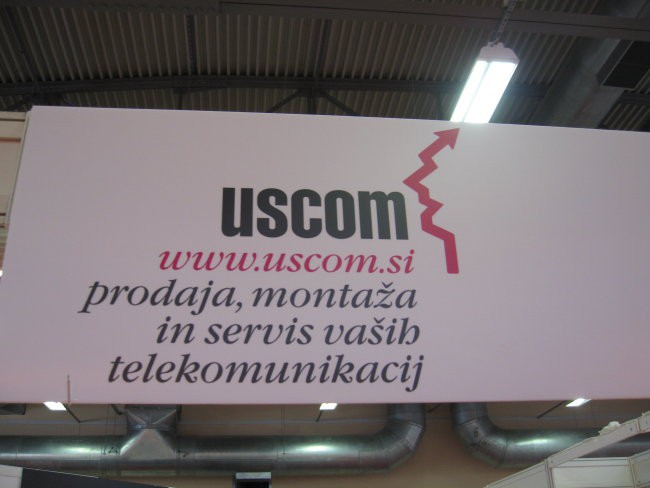 uscom
www.uscom.si
prodaja, montaža
in servis vaših
telekomunikacij